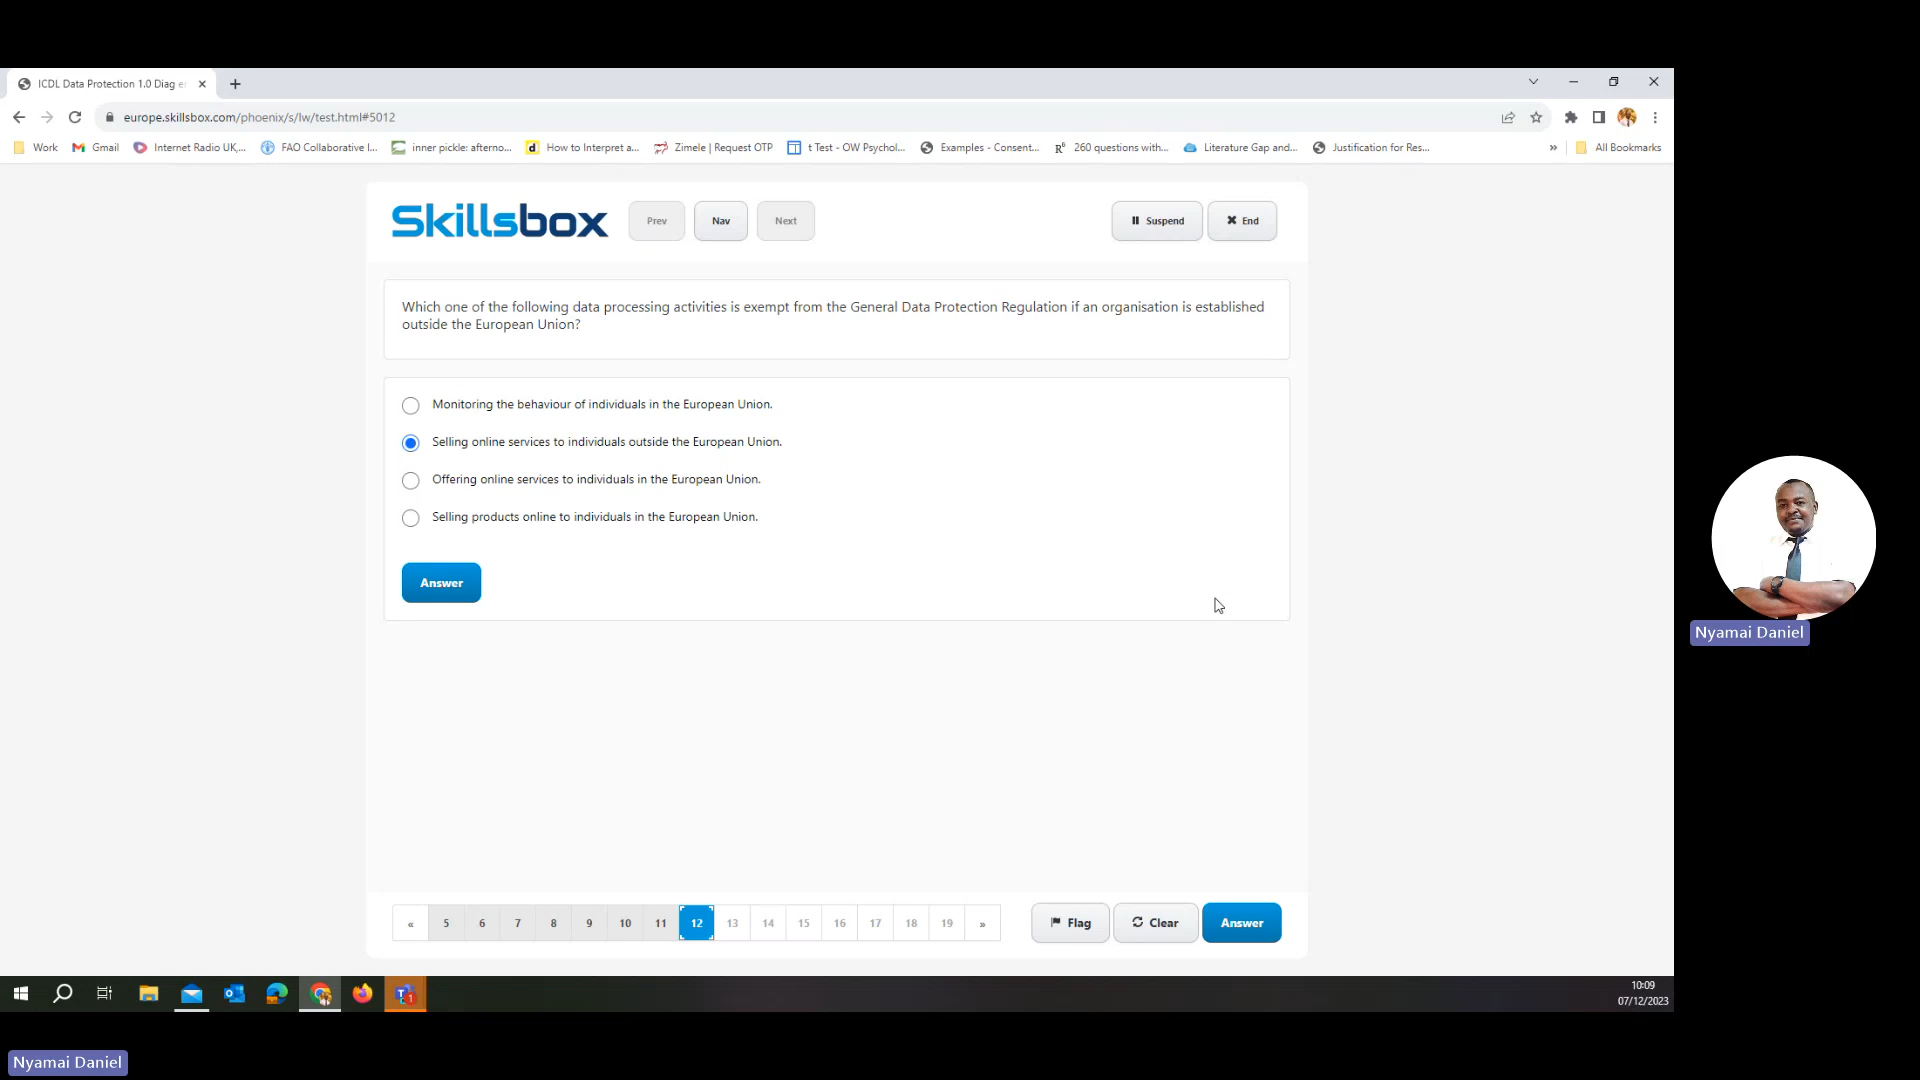 ICDL Data Protection 1.0 Diag e
europe.skillsbox.com/phoenix/s/lw/test.html#5012
Work
Gmail
Internet Radio UK,...
FAO Collaborative I...
inner pickle: afterno...
How to Interpret a...
Zimele | Request OTP
t Test - OW Psychol...
Examples - Consent...
260 questions with...
Literature Gap and...
Justification for Res...
»
All Bookmarks
Skillsbox
Prev
Nav
Next
Suspend
End
Which one of the following data processing activities is exempt from the General Data Protection Regulation if an organisation is established
outside the European Union?
Monitoring the behaviour of individuals in the European Union.
Selling online services to individuals outside the European Union.
Offering online services to individuals in the European Union.
Selling products online to individuals in the European Union.
Answer
« 5 6 7 8 9 10 11 12 13 14 15 16 17 18 19 »
Flag
Clear
Answer
10:09
07/12/2023
Nyamai Daniel
Nyamai Daniel